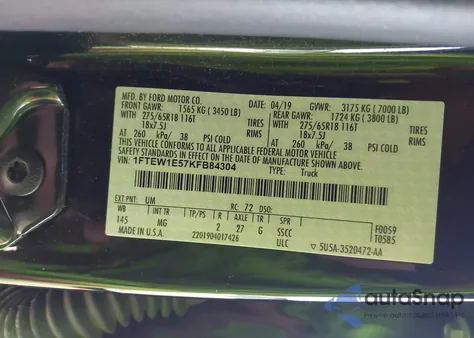 MFD. BY FORD MOTOR CO.
DATE: 04/19 GVWR: 3175 KG ( 7000 LB)
FRONT GAWR: 1565 KG ( 3450 LB) REAR GAWR: 1724 KG ( 3800 LB)
275/65R18 116T TIRES 275/65R18 116T
18x7.5J RIMS 18x7.5J
AT 260 kPa/ 38 PSI COLD AT 260 kPa/ 38 PSI COLD
THIS VEHICLE CONFORMS TO ALL APPLICABLE FEDERAL MOTOR VEHICLE
SAFETY STANDARDS IN EFFECT ON THE DATE OF MANUFACTURE SHOWN ABOVE.
VIN: 1FTEW1E57KFB84304
TYPE: Truck
EXT PNT: UM RC: 72 DSO:
WB INT TR TP/PS R AXLE TR SPR
145 MG 2 27 G SSCC F0059
MADE IN U.S.A. 2201904017426 ULC T0585
5U5A-3520472-AA
autoSnap